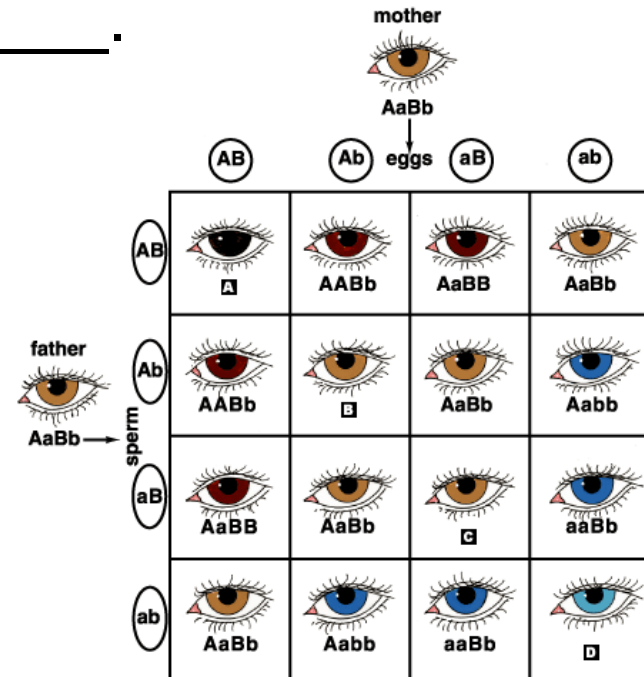 .
mother
AaBb
eggs
AB Ab aB ab
AB
A AABb AaBB AaBb
father
AaBb
sperm
Ab
AABb B AaBb Aabb
aB
AaBB AaBb C aaBb
ab
AaBb Aabb aaBb D